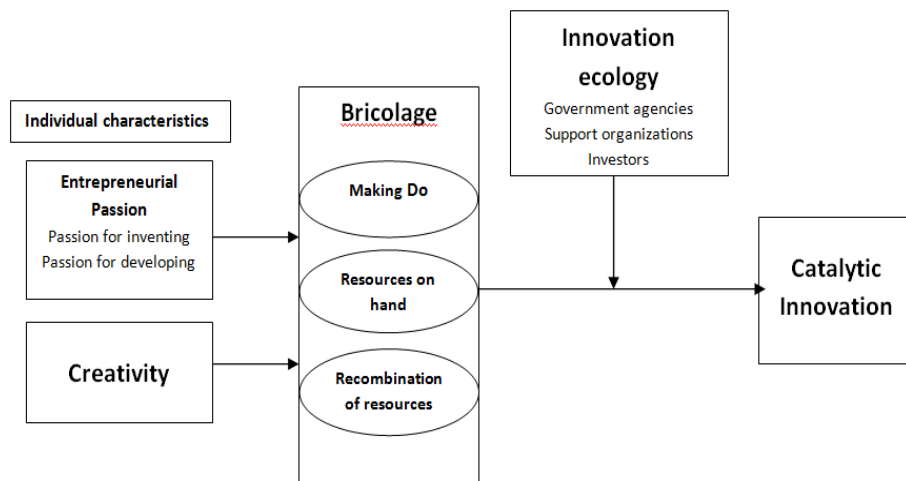 Individual characteristics
Entrepreneurial
Passion
Passion for inventing
Passion for developing
Creativity
Bricolage
Making Do
Resources on
hand
Recombination
of resources
Innovation
ecology
Government agencies
Support organizations
Investors
Catalytic
Innovation